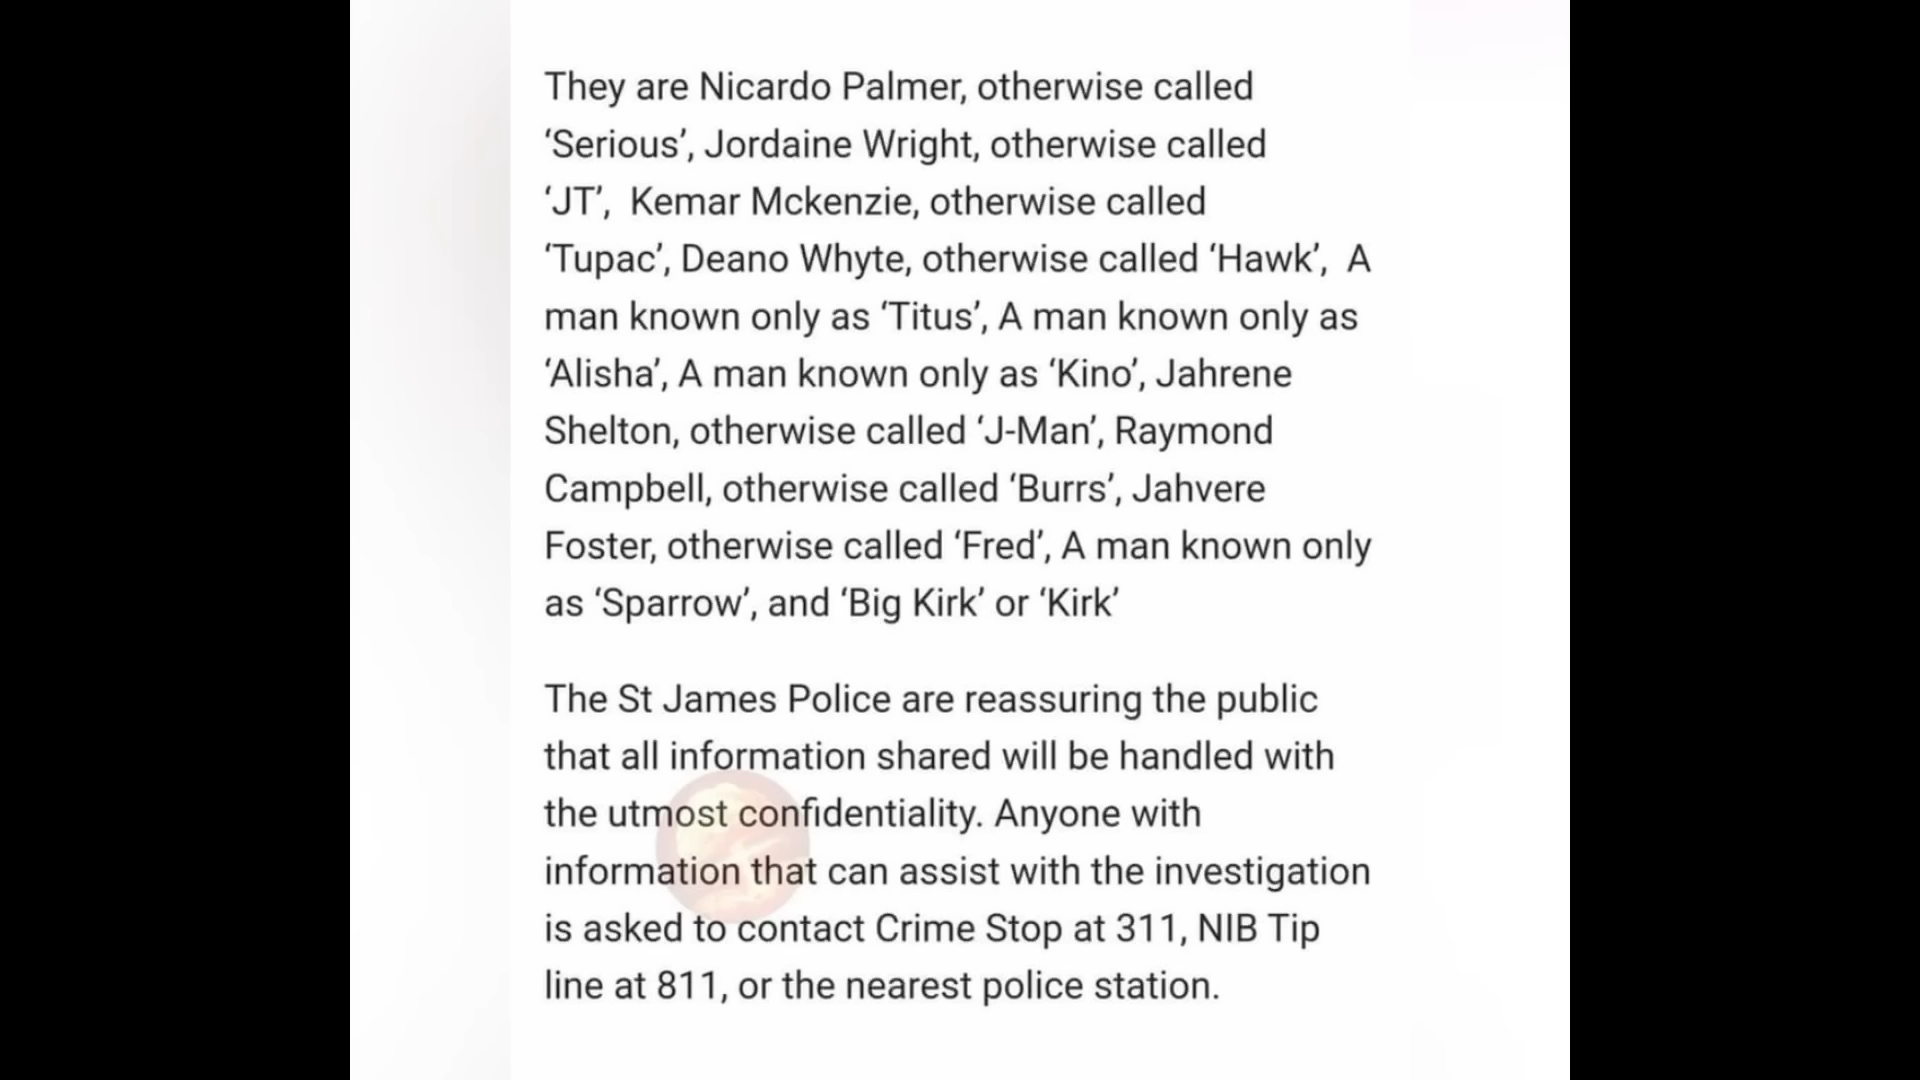 They are Nicardo Palmer, otherwise called
‘Serious’, Jordaine Wright, otherwise called
‘JT’,  Kemar Mckenzie, otherwise called
‘Tupac’, Deano Whyte, otherwise called ‘Hawk’,  A
man known only as ‘Titus’, A man known only as
‘Alisha’, A man known only as ‘Kino’, Jahrene
Shelton, otherwise called ‘J-Man’, Raymond
Campbell, otherwise called ‘Burrs’, Jahvere
Foster, otherwise called ‘Fred’, A man known only
as ‘Sparrow’, and ‘Big Kirk’ or ‘Kirk’
The St James Police are reassuring the public
that all information shared will be handled with
the utmost confidentiality. Anyone with
information that can assist with the investigation
is asked to contact Crime Stop at 311, NIB Tip
line at 811, or the nearest police station.